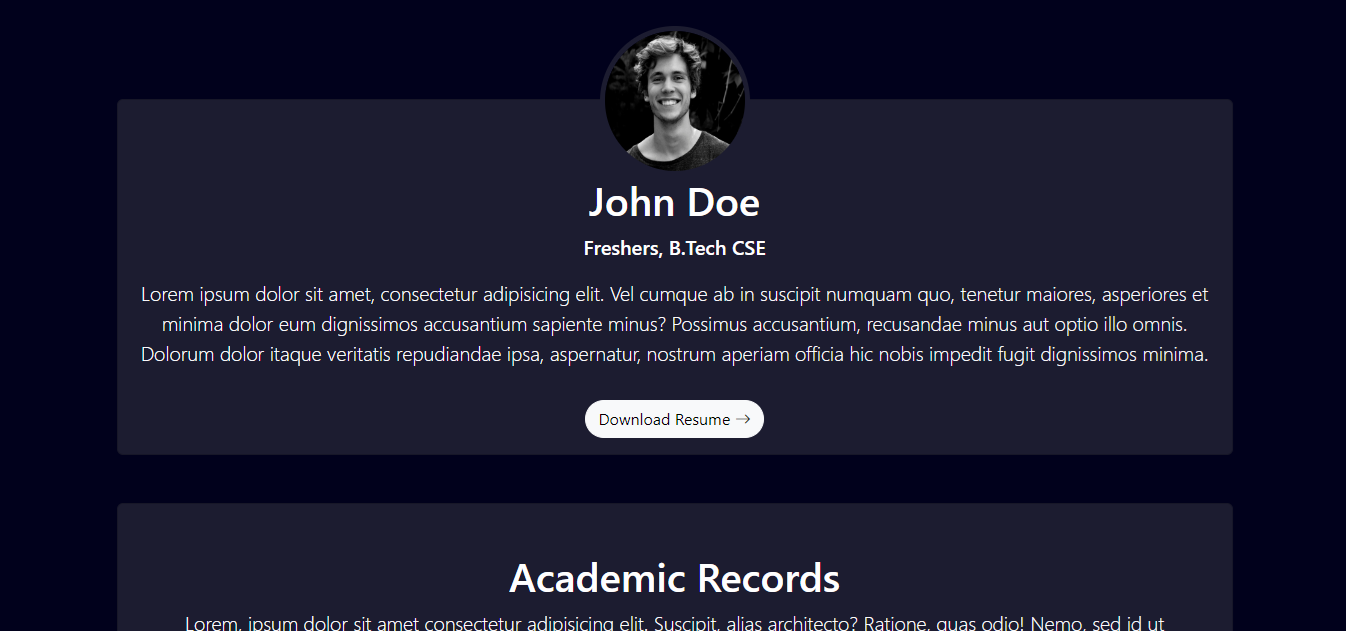 John Doe
Freshers, B.Tech CSE
Lorem ipsum dolor sit amet, consectetur adipisicing elit. Vel cumque ab in suscipit numquam quo, tenetur maiores, asperiores et
minima dolor eum dignissimos accusantium sapiente minus? Possimus accusantium, recusandae minus aut optio illo omnis.
Dolorum dolor itaque veritatis repudiandae ipsa, aspernatur, nostrum aperiam officia hic nobis impedit fugit dignissimos minima.
Download Resume →
Academic Records
Lorem, ipsum dolor sit amet consectetur adipisicing elit. Suscipit, alias architecto? Ratione, quas odio! Nemo, sed id ut